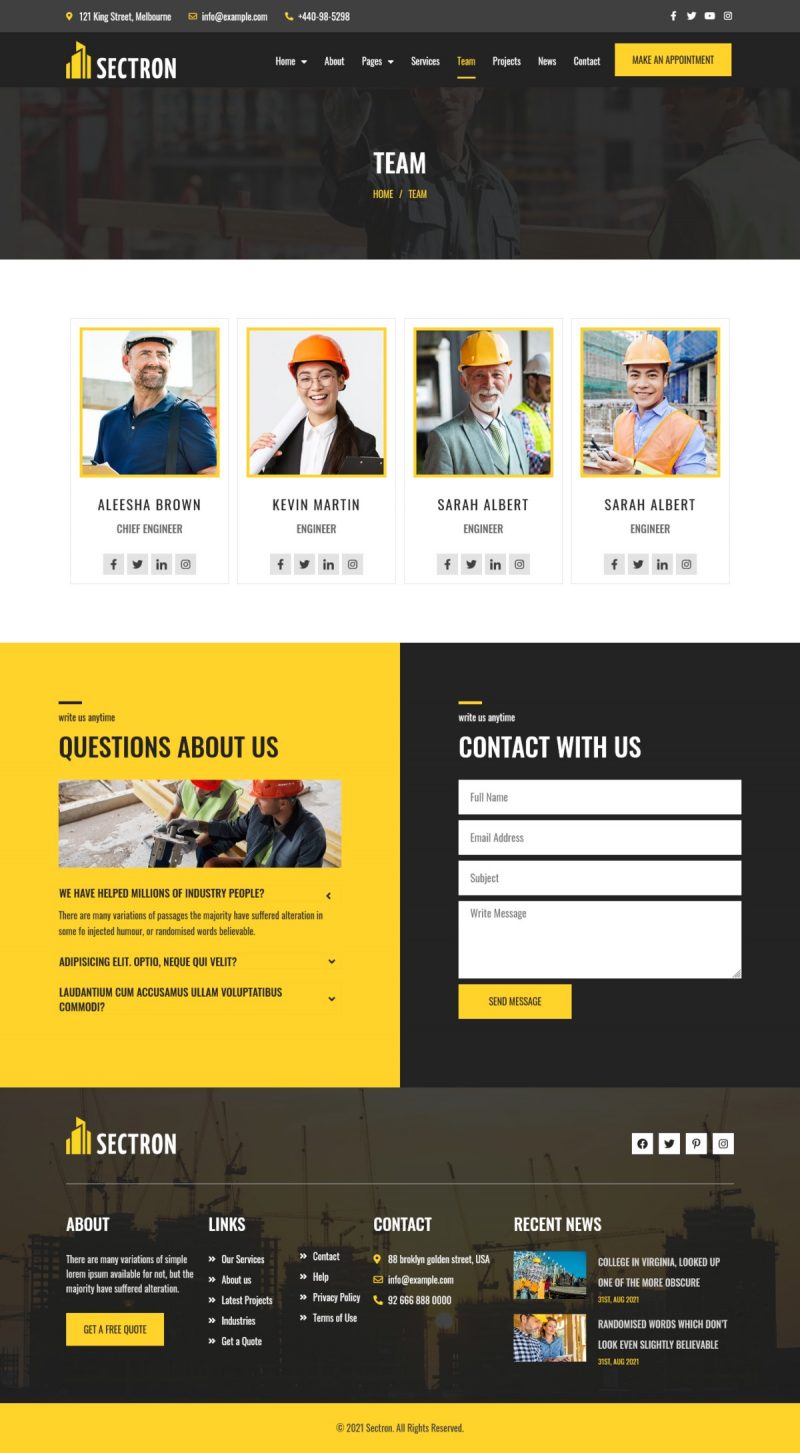 121 King Street, Melbourne info@example.com +440-98-5298
SECTRON
Home About Pages Services Team Projects News Contact MAKE AN APPOINTMENT
TEAM
HOME / TEAM
ALEESHA BROWN
CHIEF ENGINEER
KEVIN MARTIN
ENGINEER
SARAH ALBERT
ENGINEER
SARAH ALBERT
ENGINEER
write us anytime
QUESTIONS ABOUT US
WE HAVE HELPED MILLIONS OF INDUSTRY PEOPLE?
There are many variations of passages the majority have suffered alteration in
some fo injected humour, or randomised words believable.
ADIPISICING ELIT. OPTIO, NEQUE QUI VELIT?
LAUDANTIUM CUM ACCUSAMUS ULLAM VOLUPTATIBUS
COMMODI?
write us anytime
CONTACT WITH US
Full Name
Email Address
Subject
Write Message
SEND MESSAGE
SECTRON
ABOUT
There are many variations of simple
lorem ipsum available for not, but the
majority have suffered alteration.
GET A FREE QUOTE
LINKS
Our Services
About us
Latest Projects
Industries
Get a Quote
Contact
Help
Privacy Policy
Terms of Use
CONTACT
88 broklyn golden street, USA
info@example.com
92 666 888 0000
RECENT NEWS
COLLEGE IN VIRGINIA, LOOKED UP
ONE OF THE MORE OBSCURE
31ST, AUG 2021
RANDOMISED WORDS WHICH DON'T
LOOK EVEN SLIGHTLY BELIEVABLE
31ST, AUG 2021
© 2021 Sectron. All Rights Reserved.